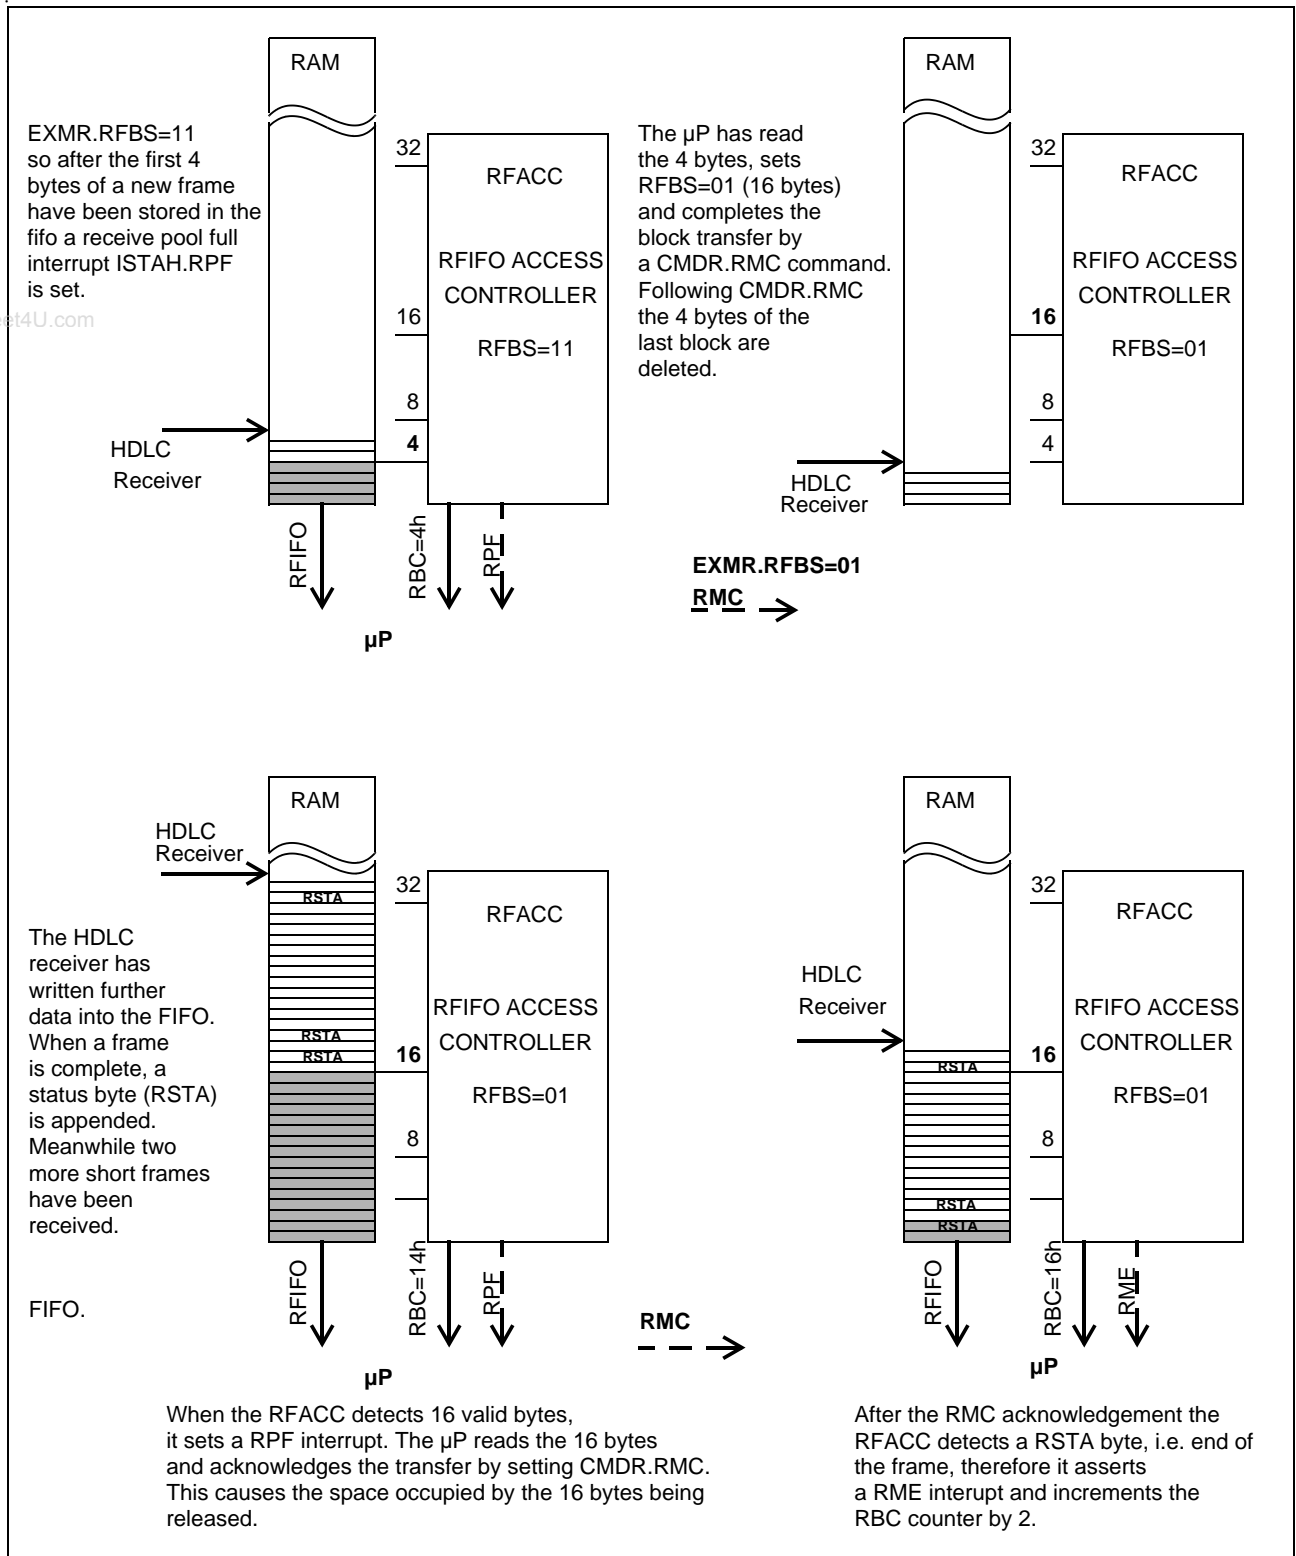 RAM
EXMR.RFBS=11
so after the first 4
bytes of a new frame
have been stored in the
fifo a receive pool full
interrupt ISTAH.RPF
is set.
et4U.com
32
RFACC
RFIFO ACCESS
CONTROLLER
16
RFBS=11
8
4
HDLC
Receiver
RFIFO
RBC=4h
RPF
µP
The µP has read
the 4 bytes, sets
RFBS=01 (16 bytes)
and completes the
block transfer by
a CMDR.RMC command.
Following CMDR.RMC
the 4 bytes of the
last block are
deleted.
RAM
32
RFACC
RFIFO ACCESS
CONTROLLER
16
RFBS=01
8
4
HDLC
Receiver
EXMR.RFBS=01
RMC
RAM
HDLC
Receiver
RSTA
32
RFACC
The HDLC
receiver has
written further
data into the FIFO.
When a frame
is complete, a
status byte (RSTA)
is appended.
Meanwhile two
more short frames
have been
received.
RFIFO ACCESS
RSTA
CONTROLLER
RSTA
16
RFBS=01
8
FIFO.
RFIFO
RBC=14h
RPF
µP
RMC
When the RFACC detects 16 valid bytes,
it sets a RPF interrupt. The µP reads the 16 bytes
and acknowledges the transfer by setting CMDR.RMC.
This causes the space occupied by the 16 bytes being
released.
RAM
32
RFACC
HDLC
Receiver
RFIFO ACCESS
CONTROLLER
16
RSTA
RFBS=01
8
RSTA
RSTA
RFIFO
RBC=16h
RME
µP
After the RMC acknowledgement the
RFACC detects a RSTA byte, i.e. end of
the frame, therefore it asserts
a RME interupt and increments the
RBC counter by 2.